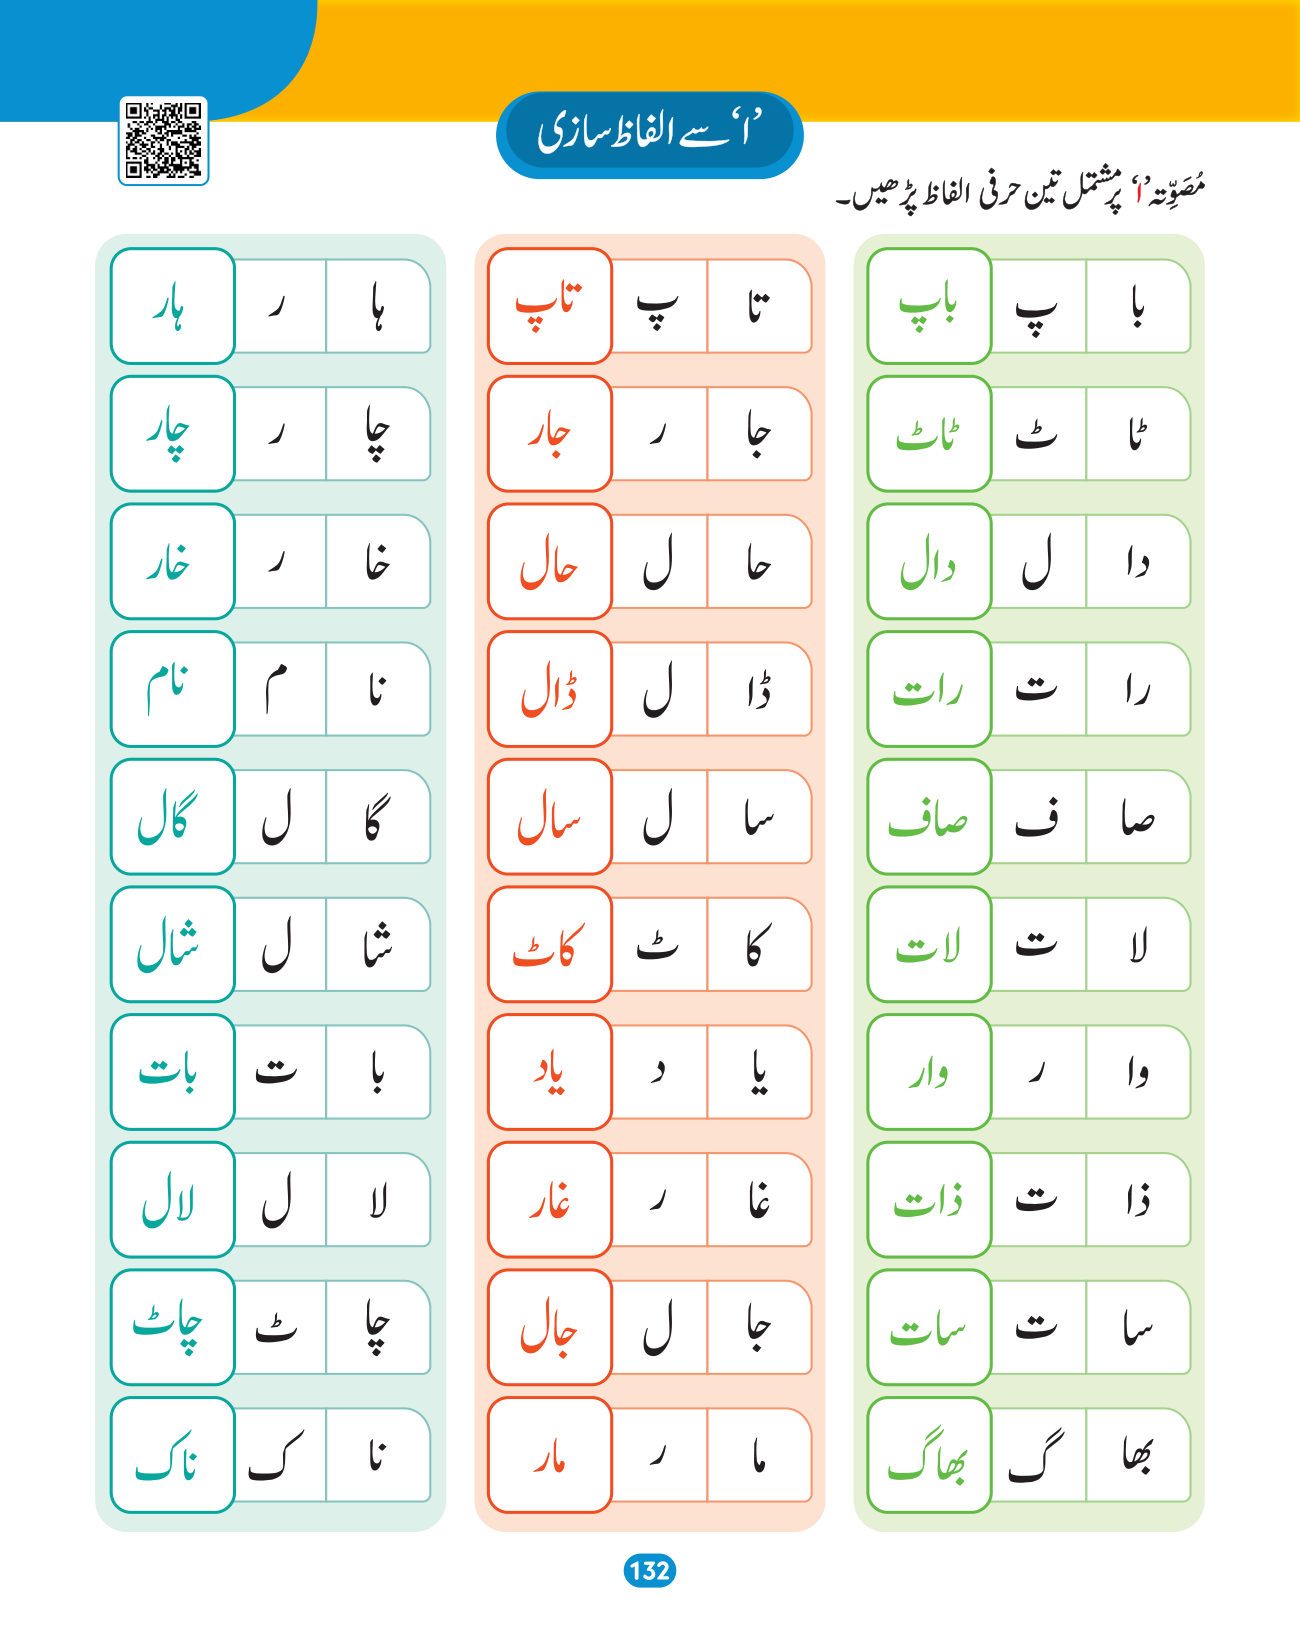 ’ا‘ سے الفاظ سازی
مُصَوِّتہ ’ا‘ پر مشتمل تین حرفی الفاظ پڑھیں۔
با پ باپ تا پ تاپ ہا ر ہار
ٹا ٹ ٹاٹ جا ر جار چا ر چار
دا ل دال حا ل حال خا ر خار
را ت رات ڈا ل ڈال نا م نام
صا ف صاف سا ل سال گا ل گال
لا ت لات کا ٹ کاٹ شا ل شال
وا ر وار یا د یاد با ت بات
ذا ت ذات غا ر غار لا ل لال
سا ت سات جا ل جال چا ٹ چاٹ
بھا گ بھاگ ما ر مار نا ک ناک
132